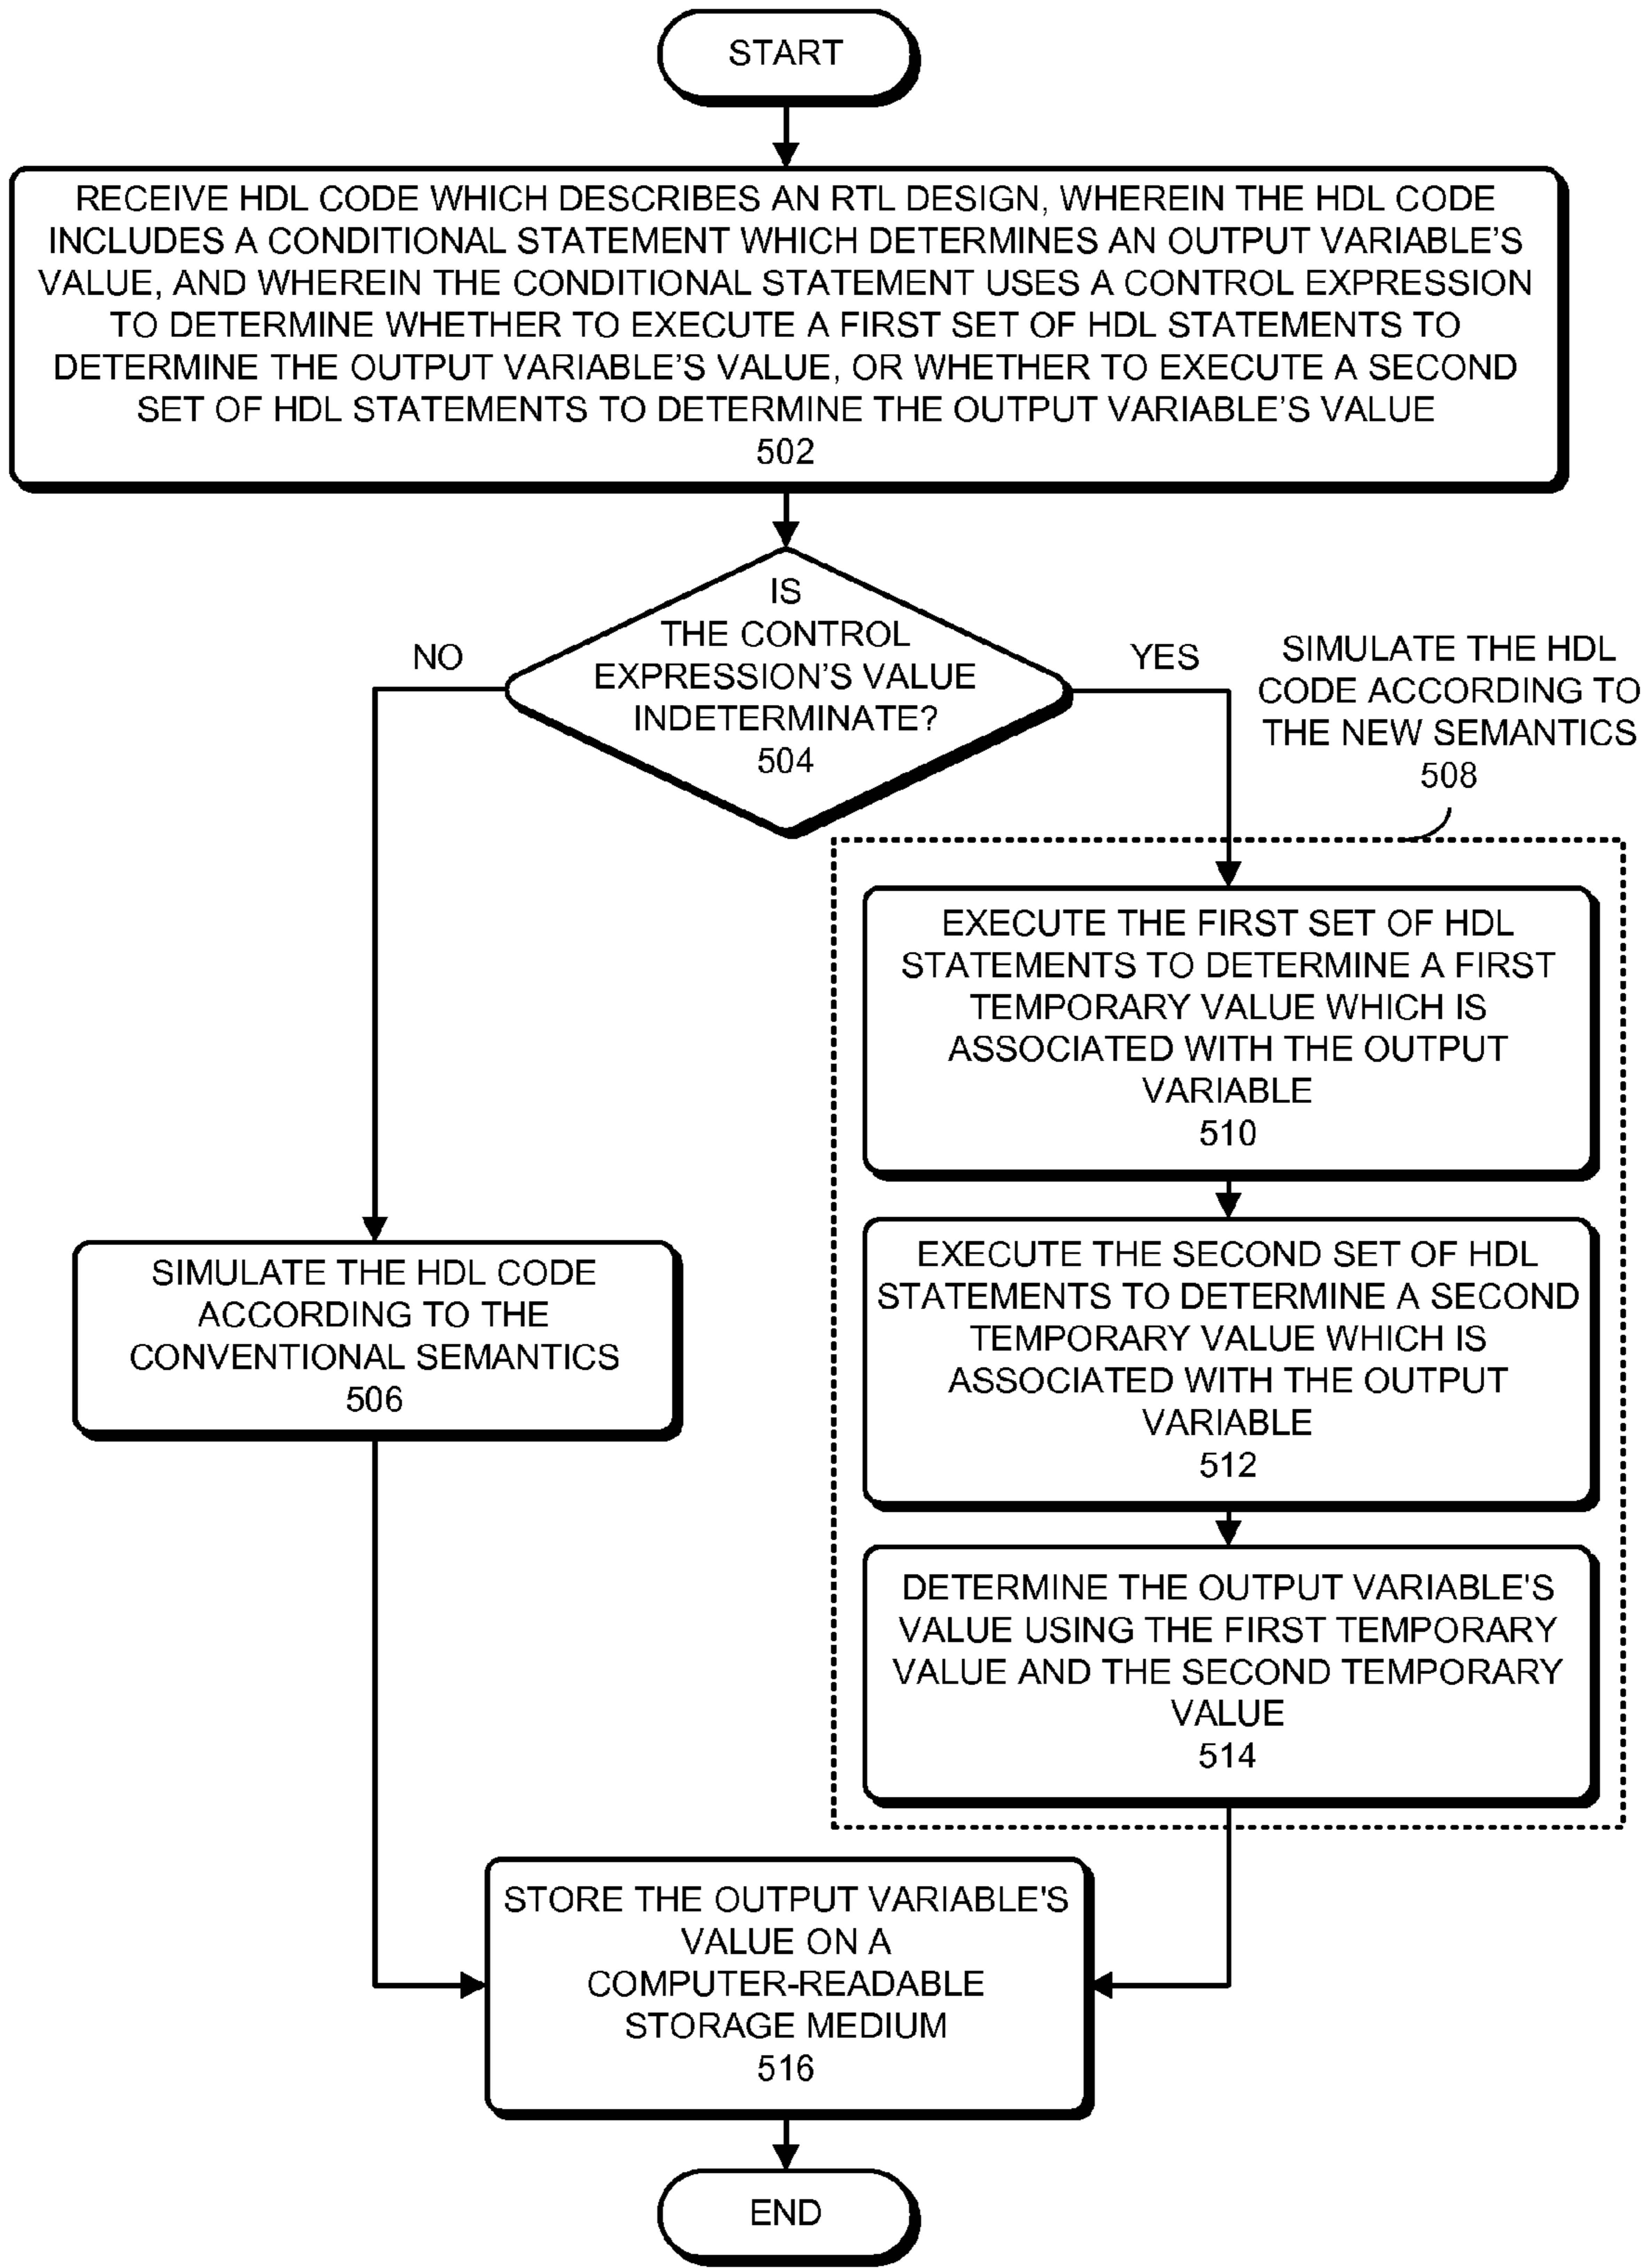 START
RECEIVE HDL CODE WHICH DESCRIBES AN RTL DESIGN, WHEREIN THE HDL CODE
INCLUDES A CONDITIONAL STATEMENT WHICH DETERMINES AN OUTPUT VARIABLE'S
VALUE, AND WHEREIN THE CONDITIONAL STATEMENT USES A CONTROL EXPRESSION
TO DETERMINE WHETHER TO EXECUTE A FIRST SET OF HDL STATEMENTS TO
DETERMINE THE OUTPUT VARIABLE'S VALUE, OR WHETHER TO EXECUTE A SECOND
SET OF HDL STATEMENTS TO DETERMINE THE OUTPUT VARIABLE'S VALUE
502
IS
THE CONTROL
EXPRESSION'S VALUE
INDETERMINATE?
504
NO
YES
SIMULATE THE HDL
CODE ACCORDING TO
THE NEW SEMANTICS
508
EXECUTE THE FIRST SET OF HDL
STATEMENTS TO DETERMINE A FIRST
TEMPORARY VALUE WHICH IS
ASSOCIATED WITH THE OUTPUT
VARIABLE
510
EXECUTE THE SECOND SET OF HDL
STATEMENTS TO DETERMINE A SECOND
TEMPORARY VALUE WHICH IS
ASSOCIATED WITH THE OUTPUT
VARIABLE
512
SIMULATE THE HDL CODE
ACCORDING TO THE
CONVENTIONAL SEMANTICS
506
DETERMINE THE OUTPUT VARIABLE'S
VALUE USING THE FIRST TEMPORARY
VALUE AND THE SECOND TEMPORARY
VALUE
514
STORE THE OUTPUT VARIABLE'S
VALUE ON A
COMPUTER-READABLE
STORAGE MEDIUM
516
END